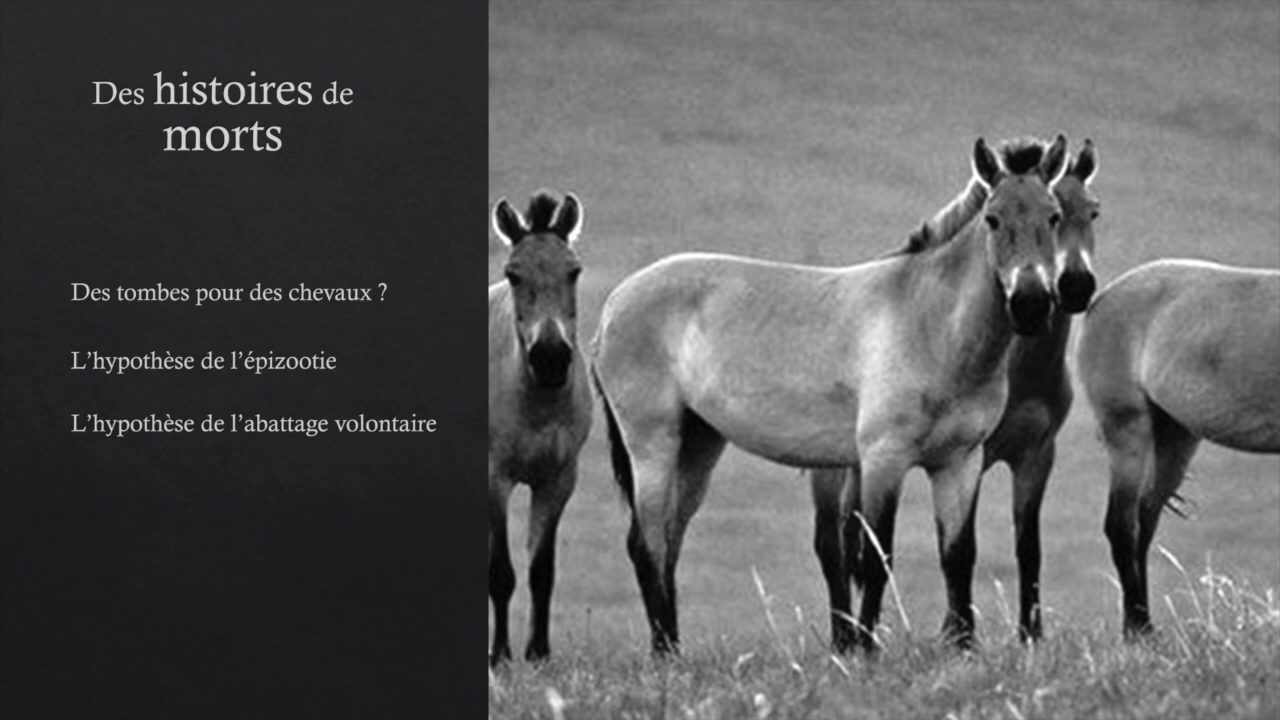 Des histoires de
morts
Des tombes pour des chevaux ?
L’hypothèse de l’épizootie
L’hypothèse de l’abattage volontaire